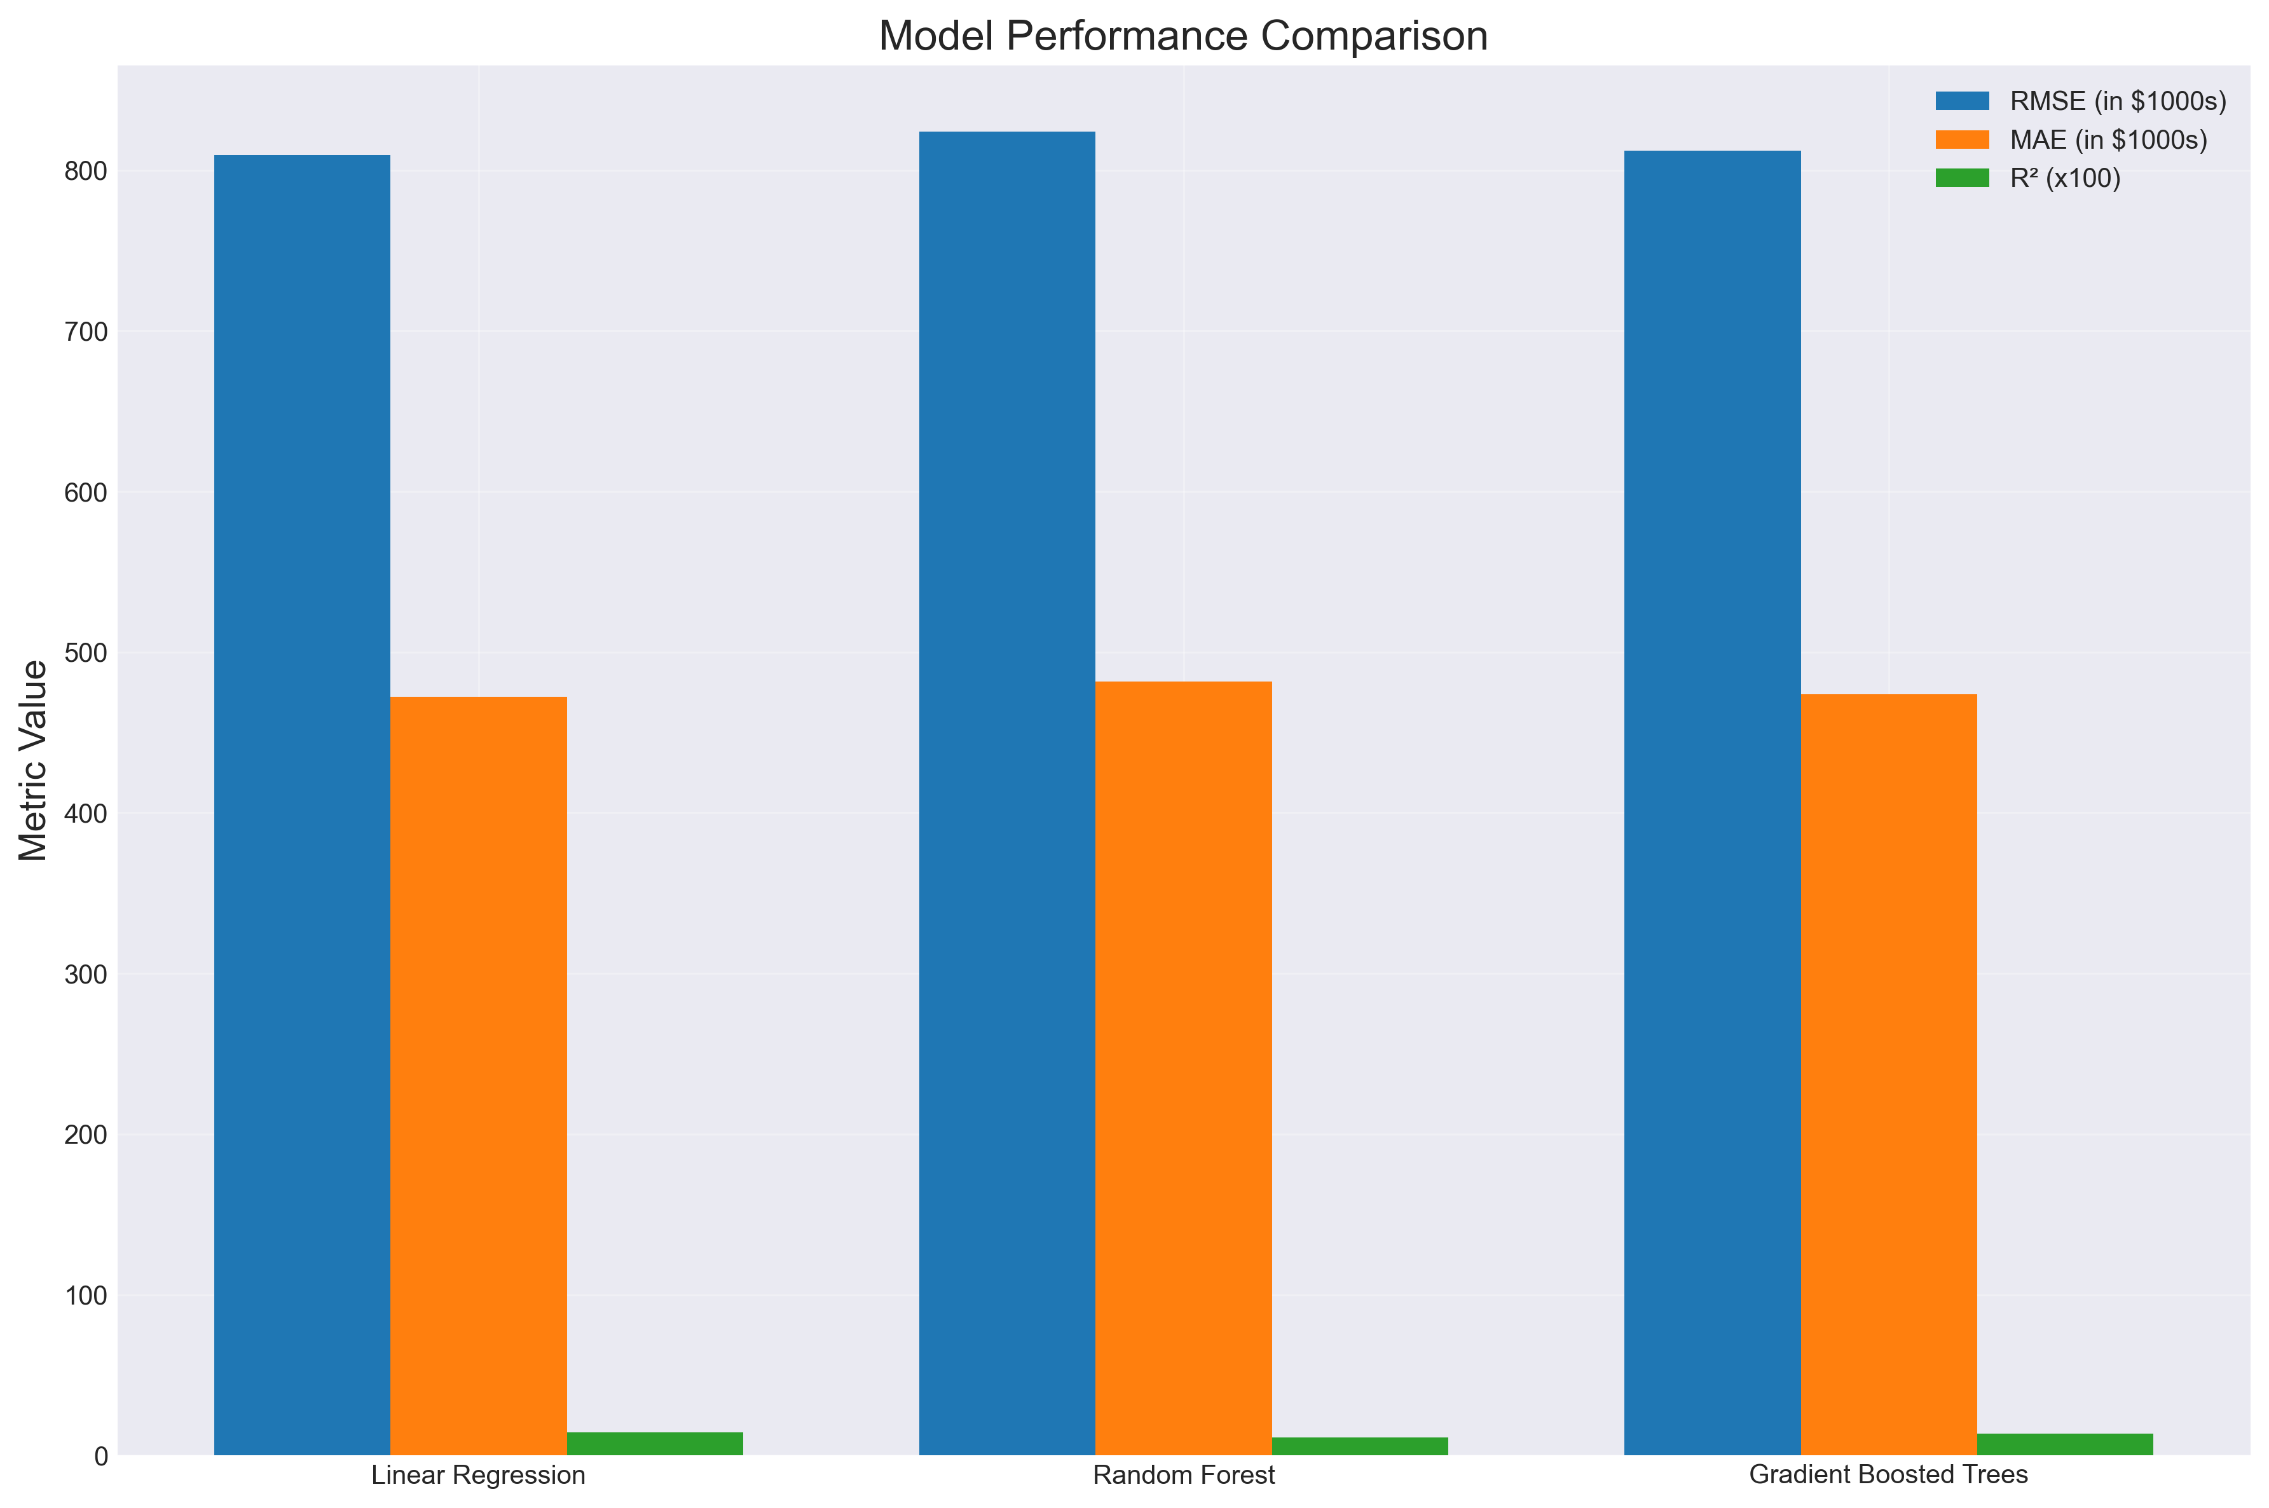 Model Performance Comparison
RMSE (in $1000s)
MAE (in $1000s)
R² (x100)
Metric Value
800
700
600
500
400
300
200
100
0
Linear Regression
Random Forest
Gradient Boosted Trees